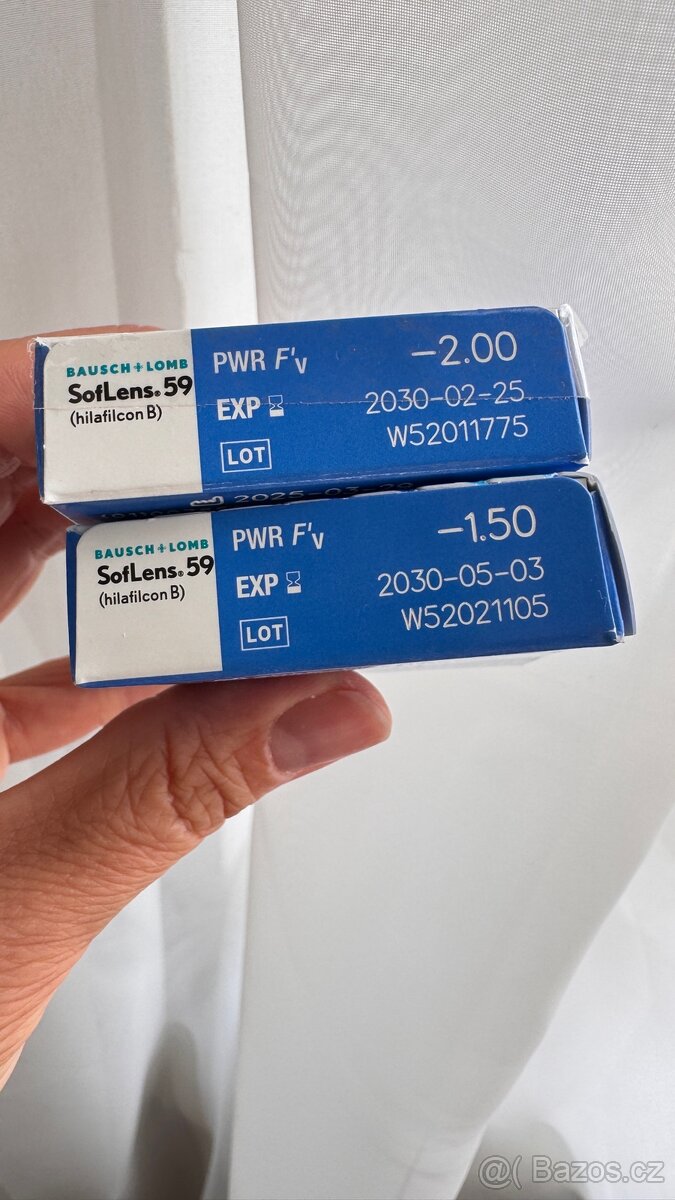 BAUSCH + LOMB
SofLens® 59
(hilafilcon B)
PWR F'v
-2.00
EXP
2030-02-25
LOT
W52011775
BAUSCH + LOMB
SofLens® 59
(hilafilcon B)
PWR F'v
-1.50
EXP
2030-05-03
LOT
W52021105
@( Bazos.cz